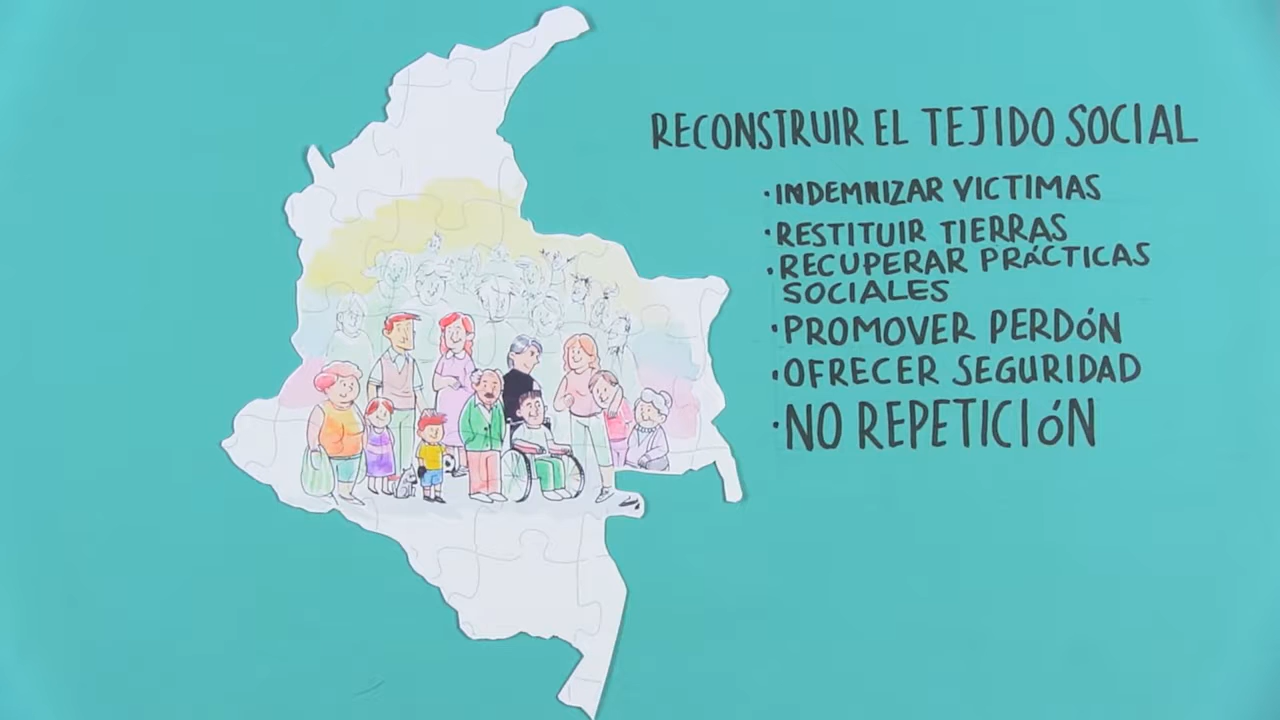 RECONSTRUIR EL TEJIDO SOCIAL
·INDEMNIZAR VICTIMAS
·RESTITUIR TIERRAS
·RECUPERAR PRÁCTICAS
SOCIALES
·PROMOVER PERDÓN
·OFRECER SEGURIDAD
·NO REPETICIÓN